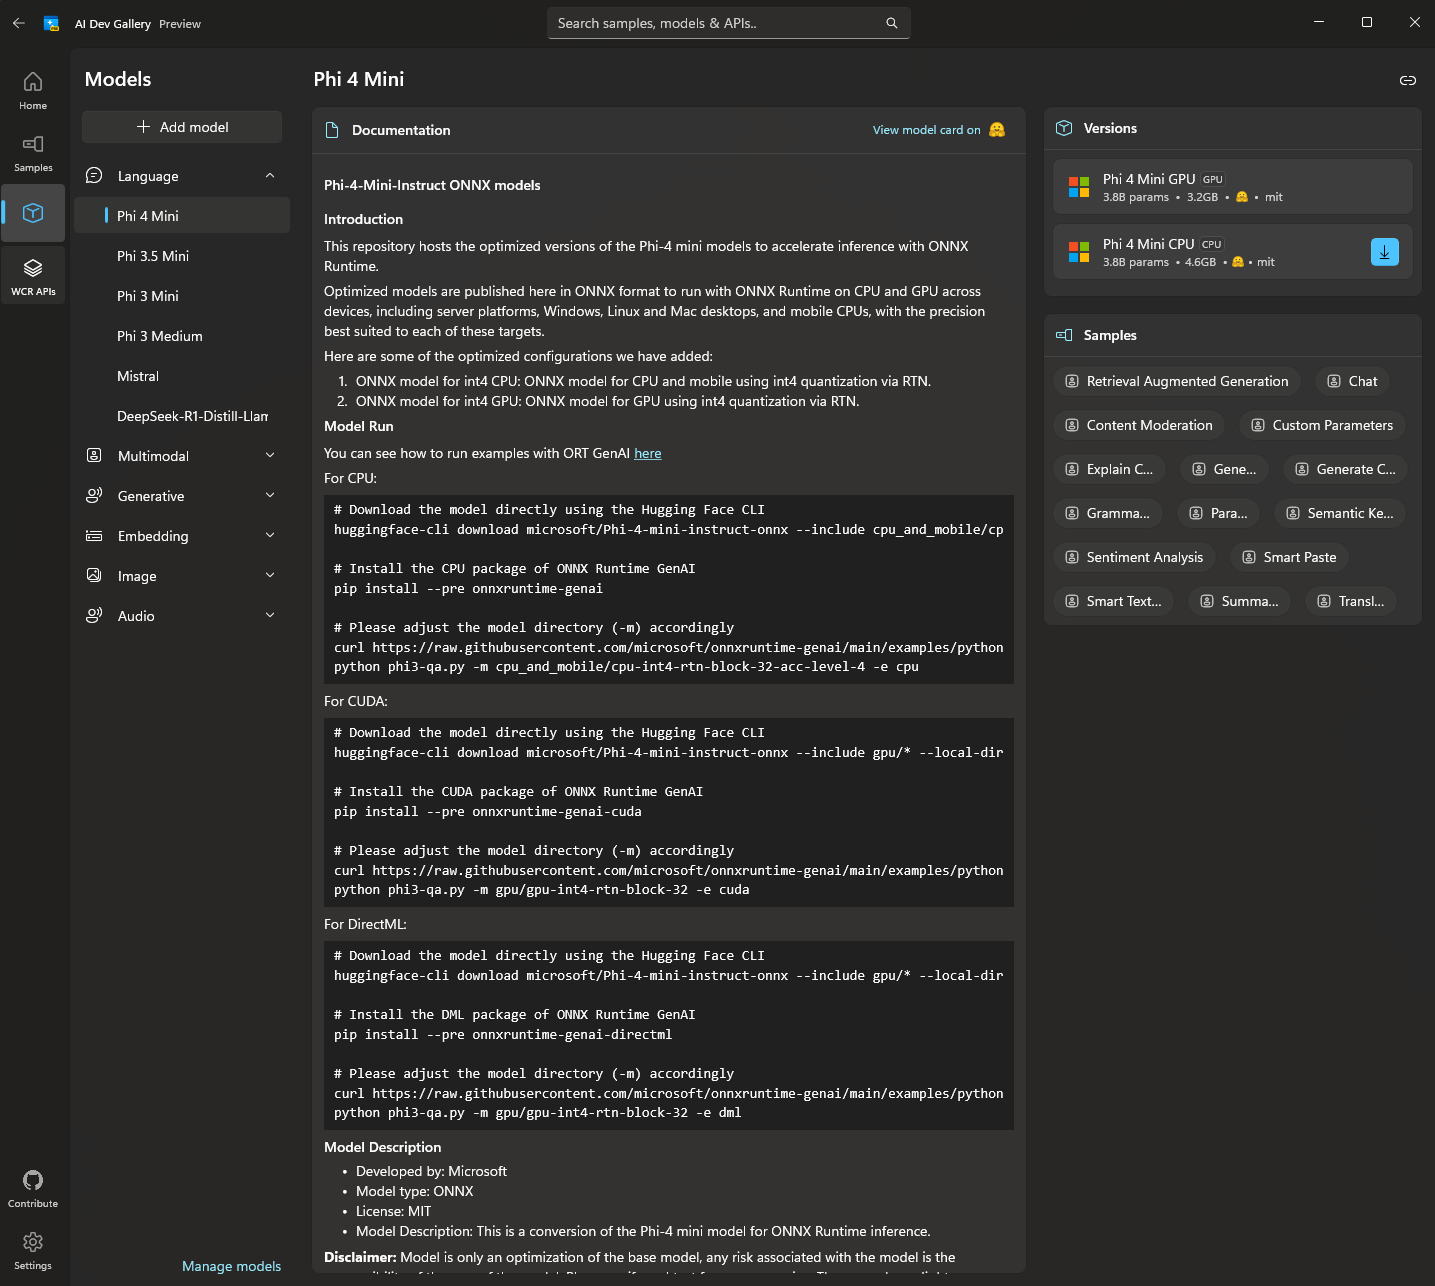 AI Dev Gallery Preview
Search samples, models & APIs..
Home
Samples
WCR APIs
Contribute
Settings
Models
Add model
Language
Phi 4 Mini
Phi 3.5 Mini
Phi 3 Mini
Phi 3 Medium
Mistral
DeepSeek-R1-Distill-Llam
Multimodal
Generative
Embedding
Image
Audio
Manage models
Phi 4 Mini
Documentation
View model card on
Phi-4-Mini-Instruct ONNX models
Introduction
This repository hosts the optimized versions of the Phi-4 mini models to accelerate inference with ONNX
Runtime.
Optimized models are published here in ONNX format to run with ONNX Runtime on CPU and GPU across
devices, including server platforms, Windows, Linux and Mac desktops, and mobile CPUs, with the precision
best suited to each of these targets.
Here are some of the optimized configurations we have added:
1. ONNX model for int4 CPU: ONNX model for CPU and mobile using int4 quantization via RTN.
2. ONNX model for int4 GPU: ONNX model for GPU using int4 quantization via RTN.
Model Run
You can see how to run examples with ORT GenAI here
For CPU:
# Download the model directly using the Hugging Face CLI
huggingface-cli download microsoft/Phi-4-mini-instruct-onnx --include cpu_and_mobile/cp
# Install the CPU package of ONNX Runtime GenAI
pip install --pre onnxruntime-genai
# Please adjust the model directory (-m) accordingly
curl https://raw.githubusercontent.com/microsoft/onnxruntime-genai/main/examples/python
python phi3-qa.py -m cpu_and_mobile/cpu-int4-rtn-block-32-acc-level-4 -e cpu
For CUDA:
# Download the model directly using the Hugging Face CLI
huggingface-cli download microsoft/Phi-4-mini-instruct-onnx --include gpu/* --local-dir
# Install the CUDA package of ONNX Runtime GenAI
pip install --pre onnxruntime-genai-cuda
# Please adjust the model directory (-m) accordingly
curl https://raw.githubusercontent.com/microsoft/onnxruntime-genai/main/examples/python
python phi3-qa.py -m gpu/gpu-int4-rtn-block-32 -e cuda
For DirectML:
# Download the model directly using the Hugging Face CLI
huggingface-cli download microsoft/Phi-4-mini-instruct-onnx --include gpu/* --local-dir
# Install the DML package of ONNX Runtime GenAI
pip install --pre onnxruntime-genai-directml
# Please adjust the model directory (-m) accordingly
curl https://raw.githubusercontent.com/microsoft/onnxruntime-genai/main/examples/python
python phi3-qa.py -m gpu/gpu-int4-rtn-block-32 -e dml
Model Description
• Developed by: Microsoft
• Model type: ONNX
• License: MIT
• Model Description: This is a conversion of the Phi-4 mini model for ONNX Runtime inference.
Disclaimer: Model is only an optimization of the base model, any risk associated with the model is the
Versions
Phi 4 Mini GPU GPU
3.8B params • 3.2GB • • mit
Phi 4 Mini CPU CPU
3.8B params • 4.6GB • • mit
Samples
Retrieval Augmented Generation
Chat
Content Moderation
Custom Parameters
Explain C...
Gene...
Generate C...
Gramma...
Para...
Semantic Ke...
Sentiment Analysis
Smart Paste
Smart Text...
Summa...
Transl...